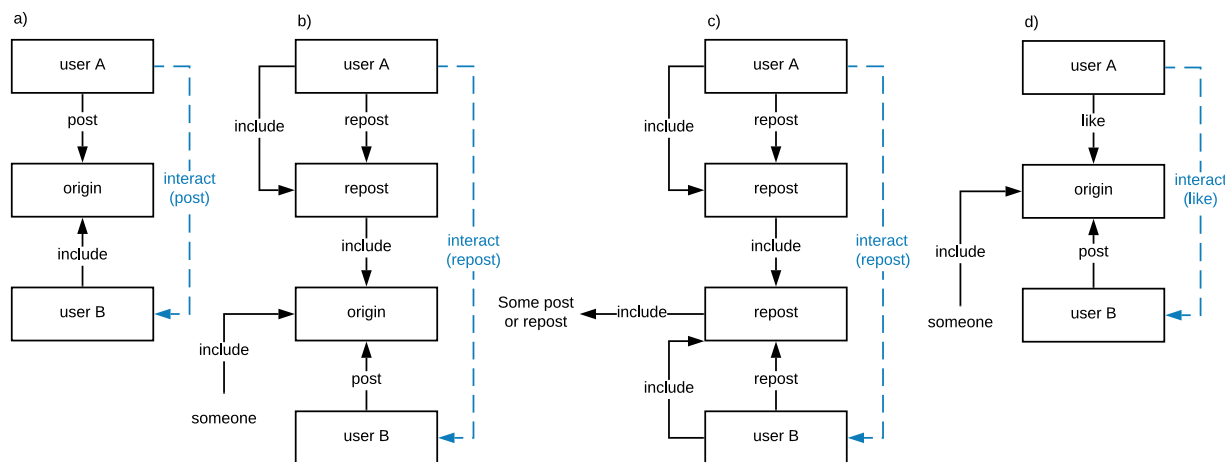 a)
user A
post
origin
interact
(post)
include
user B
b)
user A
include
repost
repost
include
interact
(repost)
origin
include
someone
post
user B
c)
user A
include
repost
repost
include
interact
(repost)
Some post
or repost
include
repost
include
repost
user B
d)
user A
like
origin
interact
(like)
include
post
someone
user B